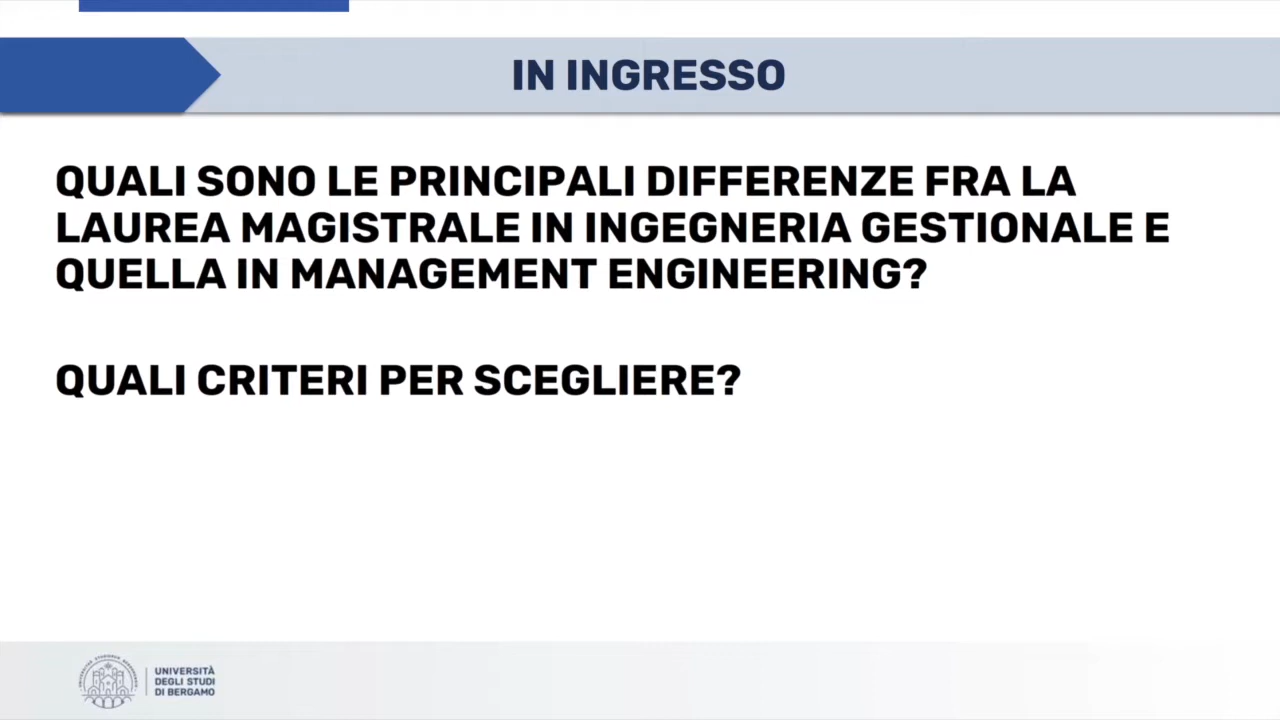 IN INGRESSO
QUALI SONO LE PRINCIPALI DIFFERENZE FRA LA
LAUREA MAGISTRALE IN INGEGNERIA GESTIONALE E
QUELLA IN MANAGEMENT ENGINEERING?
QUALI CRITERI PER SCEGLIERE?
UNIVERSITÀ
DEGLI STUDI
DI BERGAMO